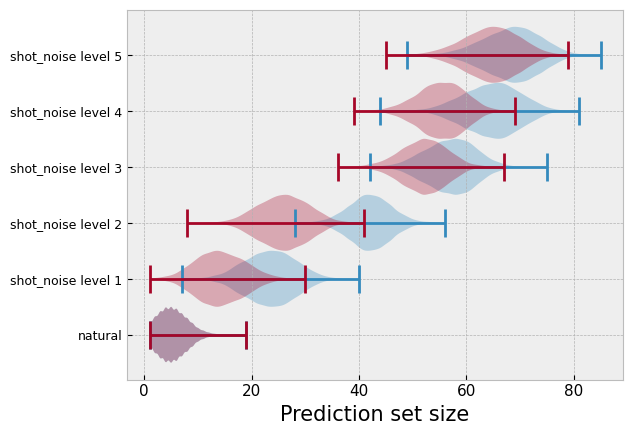 shot_noise level 5
shot_noise level 4
shot_noise level 3
shot_noise level 2
shot_noise level 1
natural
0 20 40 60 80
Prediction set size